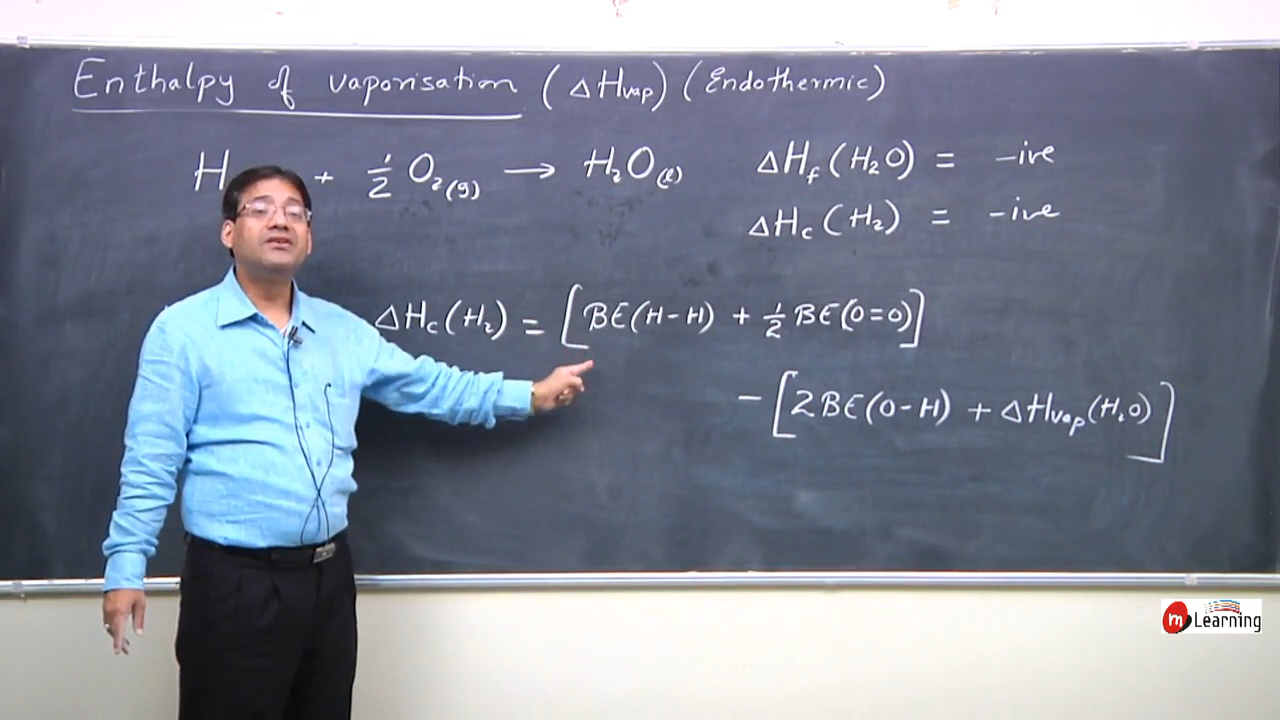 Enthalpy of vaporisation (ΔHvap) (Endothermic)
H + ½ O₂(g) → H₂O(l)
ΔHf (H₂O) = -ive
ΔHc (H₂) = -ive
ΔHc (H₂) = [BE(H-H) + ½ BE(O=O)]
- [2BE(O-H) + ΔHvap(H₂O)]
m Learning